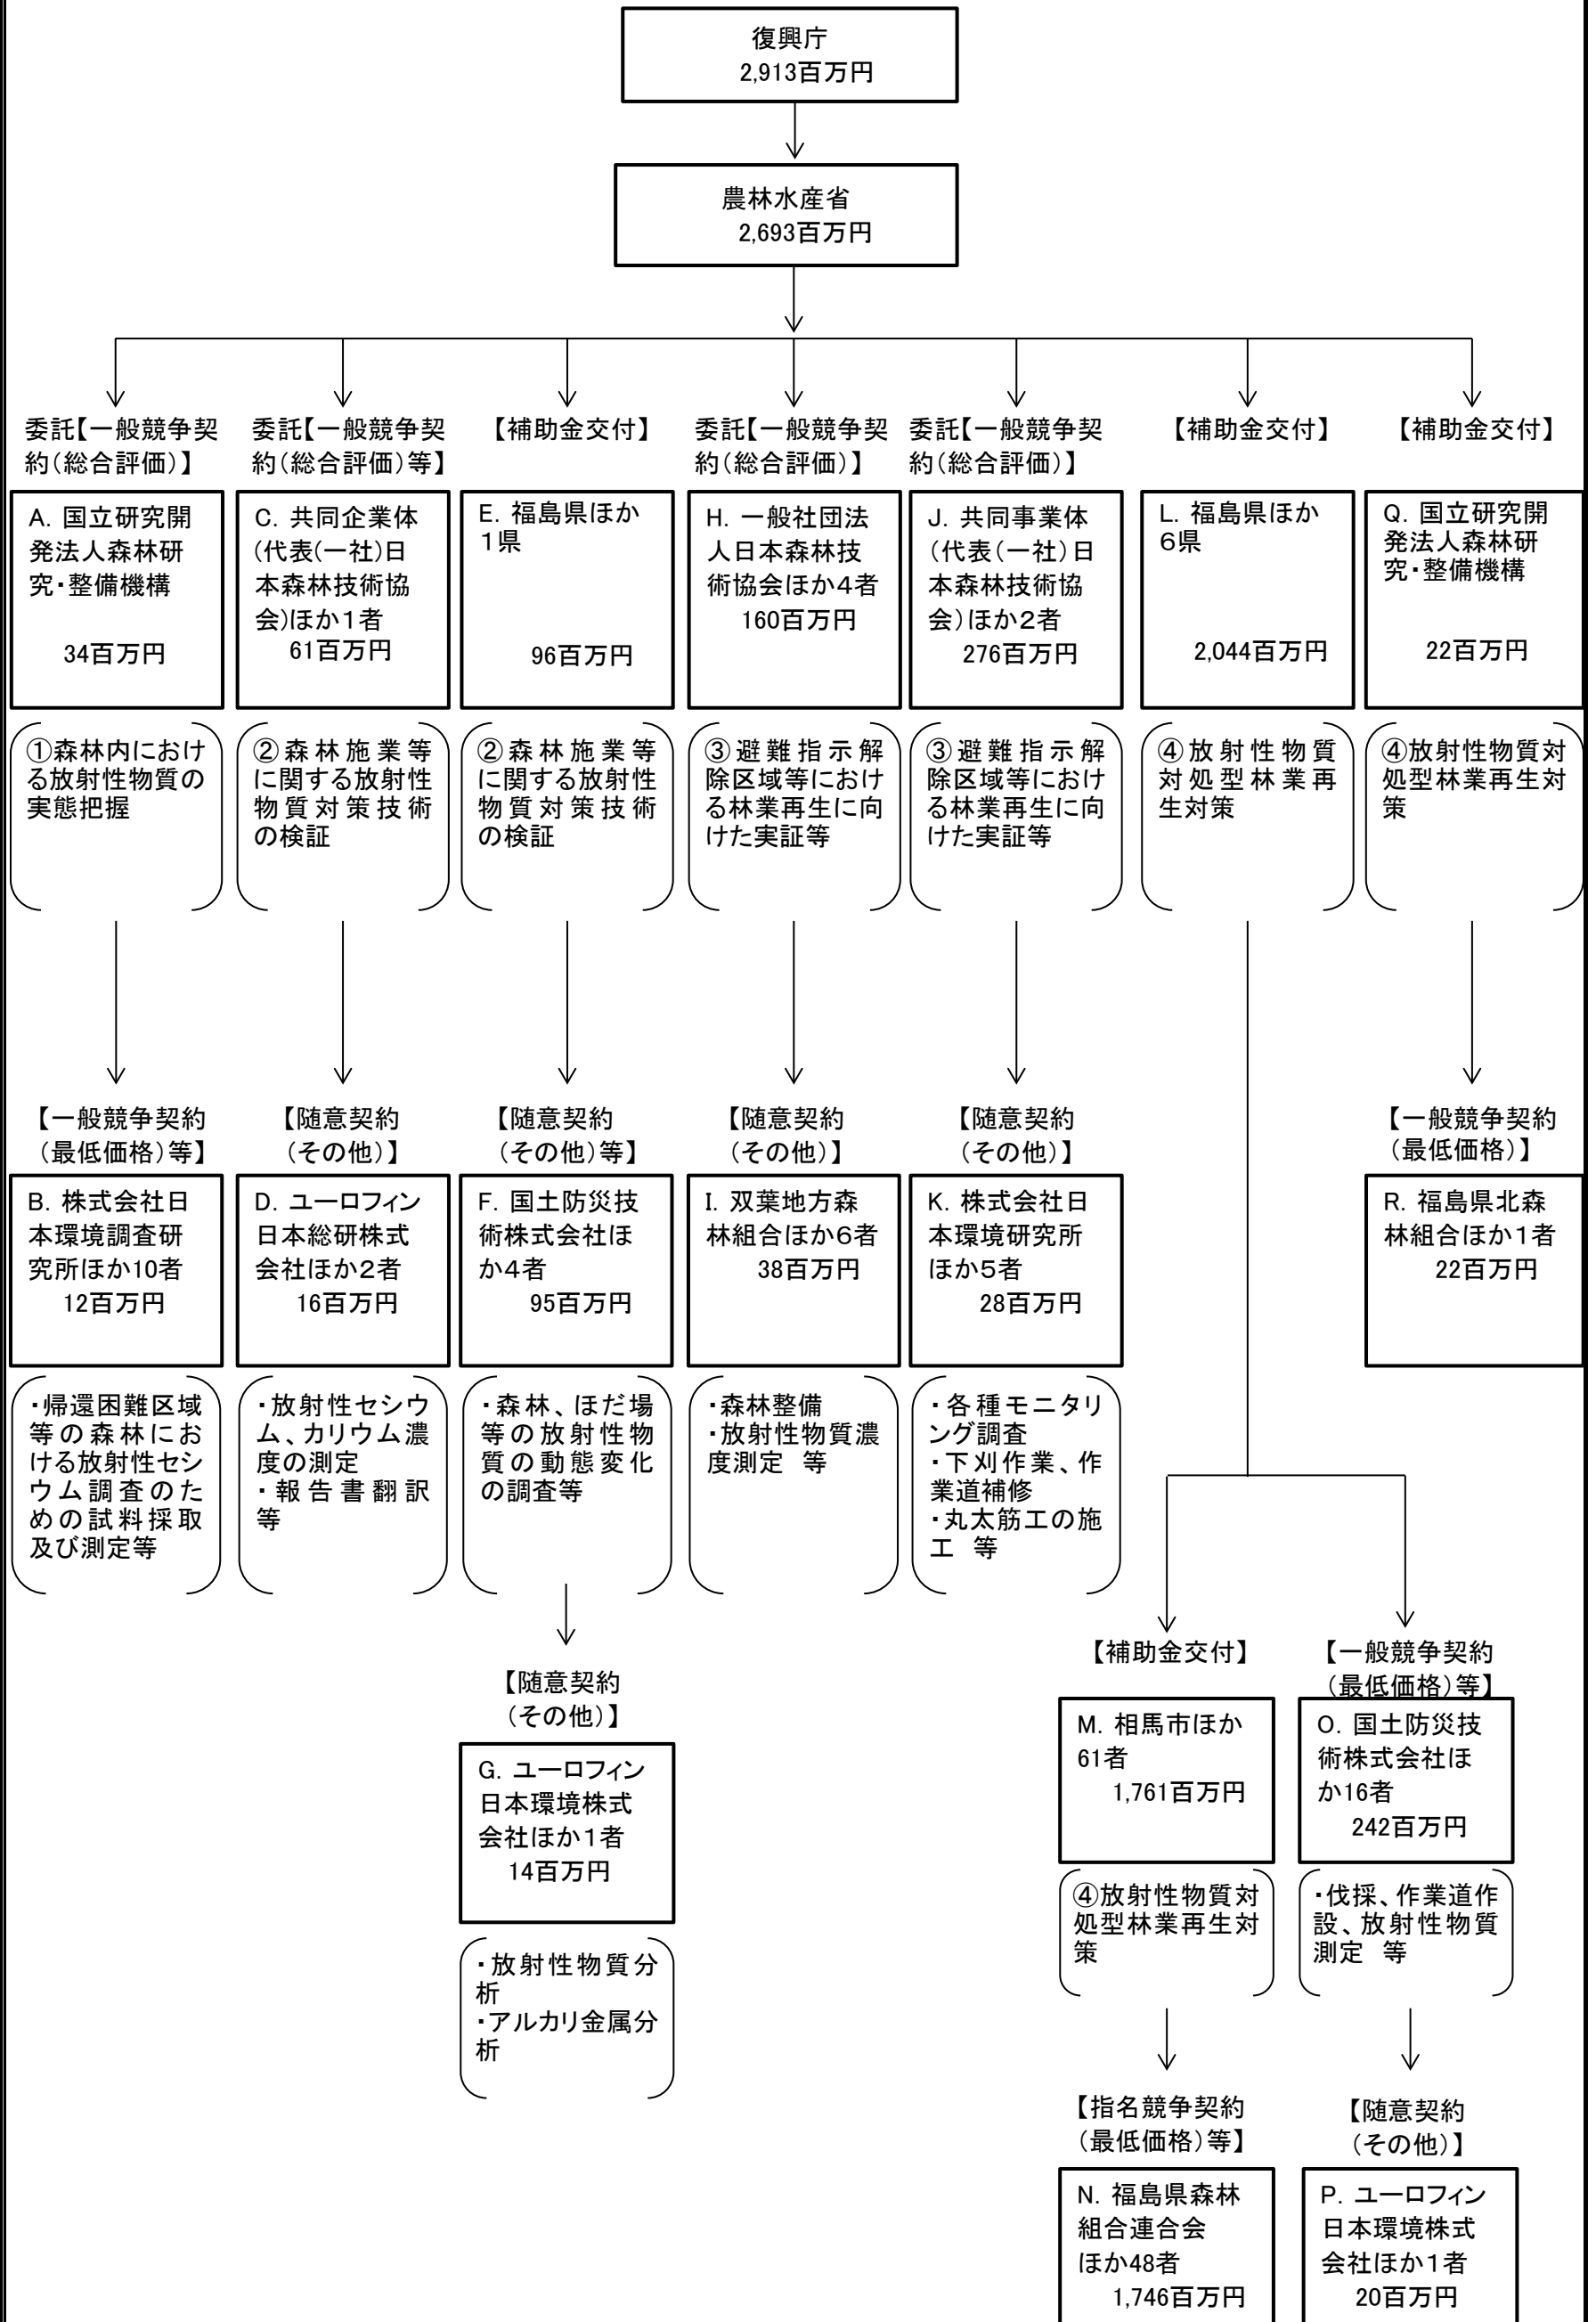 復興庁
2,913百万円
農林水産省
2,693百万円
委託【一般競争契
約(総合評価)】
A. 国立研究開
発法人森林研
究・整備機構
34百万円
①森林内におけ
る放射性物質の
実態把握
委託【一般競争契
約(総合評価)等】
C. 共同企業体
(代表(一社)日
本森林技術協
会)ほか1者
61百万円
②森林施業等
に関する放射性
物質対策技術
の検証
【補助金交付】
E. 福島県ほか
1県
96百万円
②森林施業等
に関する放射性
物質対策技術
の検証
委託【一般競争契
約(総合評価)】
H. 一般社団法
人日本森林技
術協会ほか4者
160百万円
③避難指示解
除区域等におけ
る林業再生に向
けた実証等
委託【一般競争契
約(総合評価)】
J. 共同事業体
(代表(一社)日
本森林技術協
会)ほか2者
276百万円
③避難指示解
除区域等におけ
る林業再生に向
けた実証等
【補助金交付】
L. 福島県ほか
6県
2,044百万円
④放射性物質
対処型林業再
生対策
【補助金交付】
Q. 国立研究開
発法人森林研
究・整備機構
22百万円
④放射性物質対
処型林業再生対
策
【一般競争契約
(最低価格)等】
B. 株式会社日
本環境調査研
究所ほか10者
12百万円
・帰還困難区域
等の森林にお
ける放射性セシ
ウム調査のた
めの試料採取
及び測定等
【随意契約
(その他)】
D. ユーロフィン
日本総研株式
会社ほか2者
16百万円
・放射性セシウ
ム、カリウム濃
度の測定
・報告書翻訳
等
【随意契約
(その他)等】
F. 国土防災技
術株式会社ほ
か4者
95百万円
・森林、ほだ場
等の放射性物
質の動態変化
の調査等
【随意契約
(その他)】
I. 双葉地方森
林組合ほか6者
38百万円
・森林整備
・放射性物質濃
度測定 等
【随意契約
(その他)】
K. 株式会社日
本環境研究所
ほか5者
28百万円
・各種モニタリ
ング調査
・下刈作業、作
業道補修
・丸太筋工の施
工 等
【一般競争契約
(最低価格)】
R. 福島県北森
林組合ほか1者
22百万円
【随意契約
(その他)】
G. ユーロフィン
日本環境株式
会社ほか1者
14百万円
・放射性物質分
析
・アルカリ金属分
析
【補助金交付】
M. 相馬市ほか
61者
1,761百万円
④放射性物質対
処型林業再生対
策
【一般競争契約
(最低価格)等】
O. 国土防災技
術株式会社ほ
か16者
242百万円
・伐採、作業道作
設、放射性物質
測定 等
【指名競争契約
(最低価格)等】
N. 福島県森林
組合連合会
ほか48者
1,746百万円
【随意契約
(その他)】
P. ユーロフィン
日本環境株式
会社ほか1者
20百万円